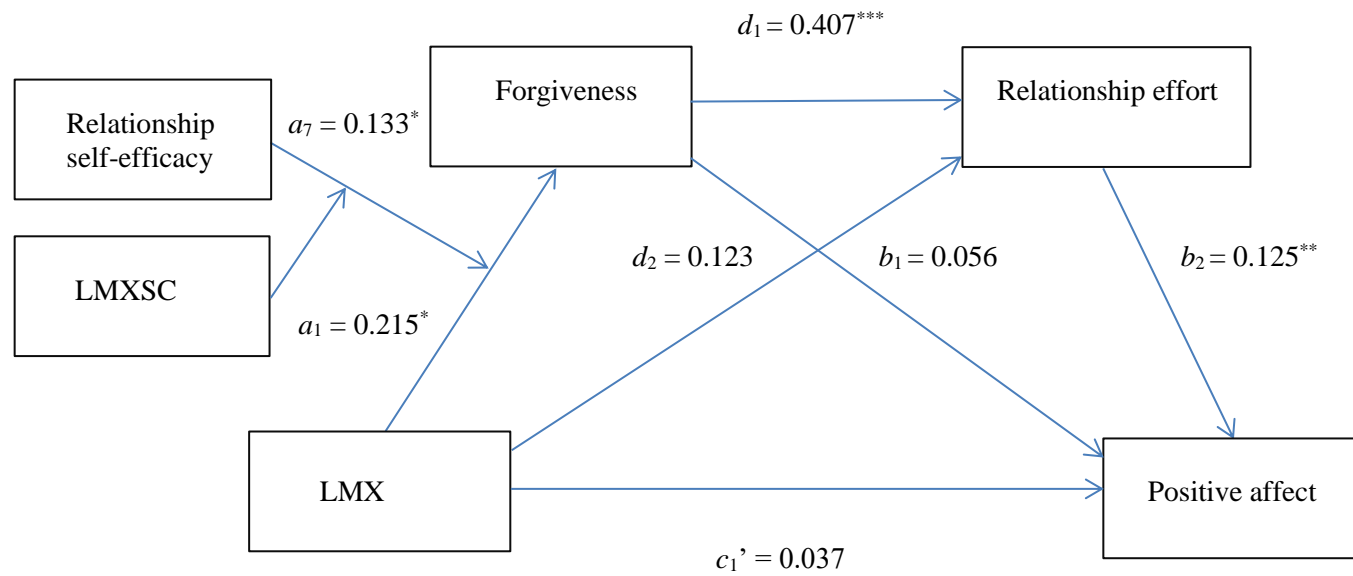 d₁ = 0.407***
Forgiveness
Relationship effort
Relationship
self-efficacy
a₇ = 0.133*
LMXSC
d₂ = 0.123
b₁ = 0.056
b₂ = 0.125**
a₁ = 0.215*
LMX
Positive affect
c₁’ = 0.037